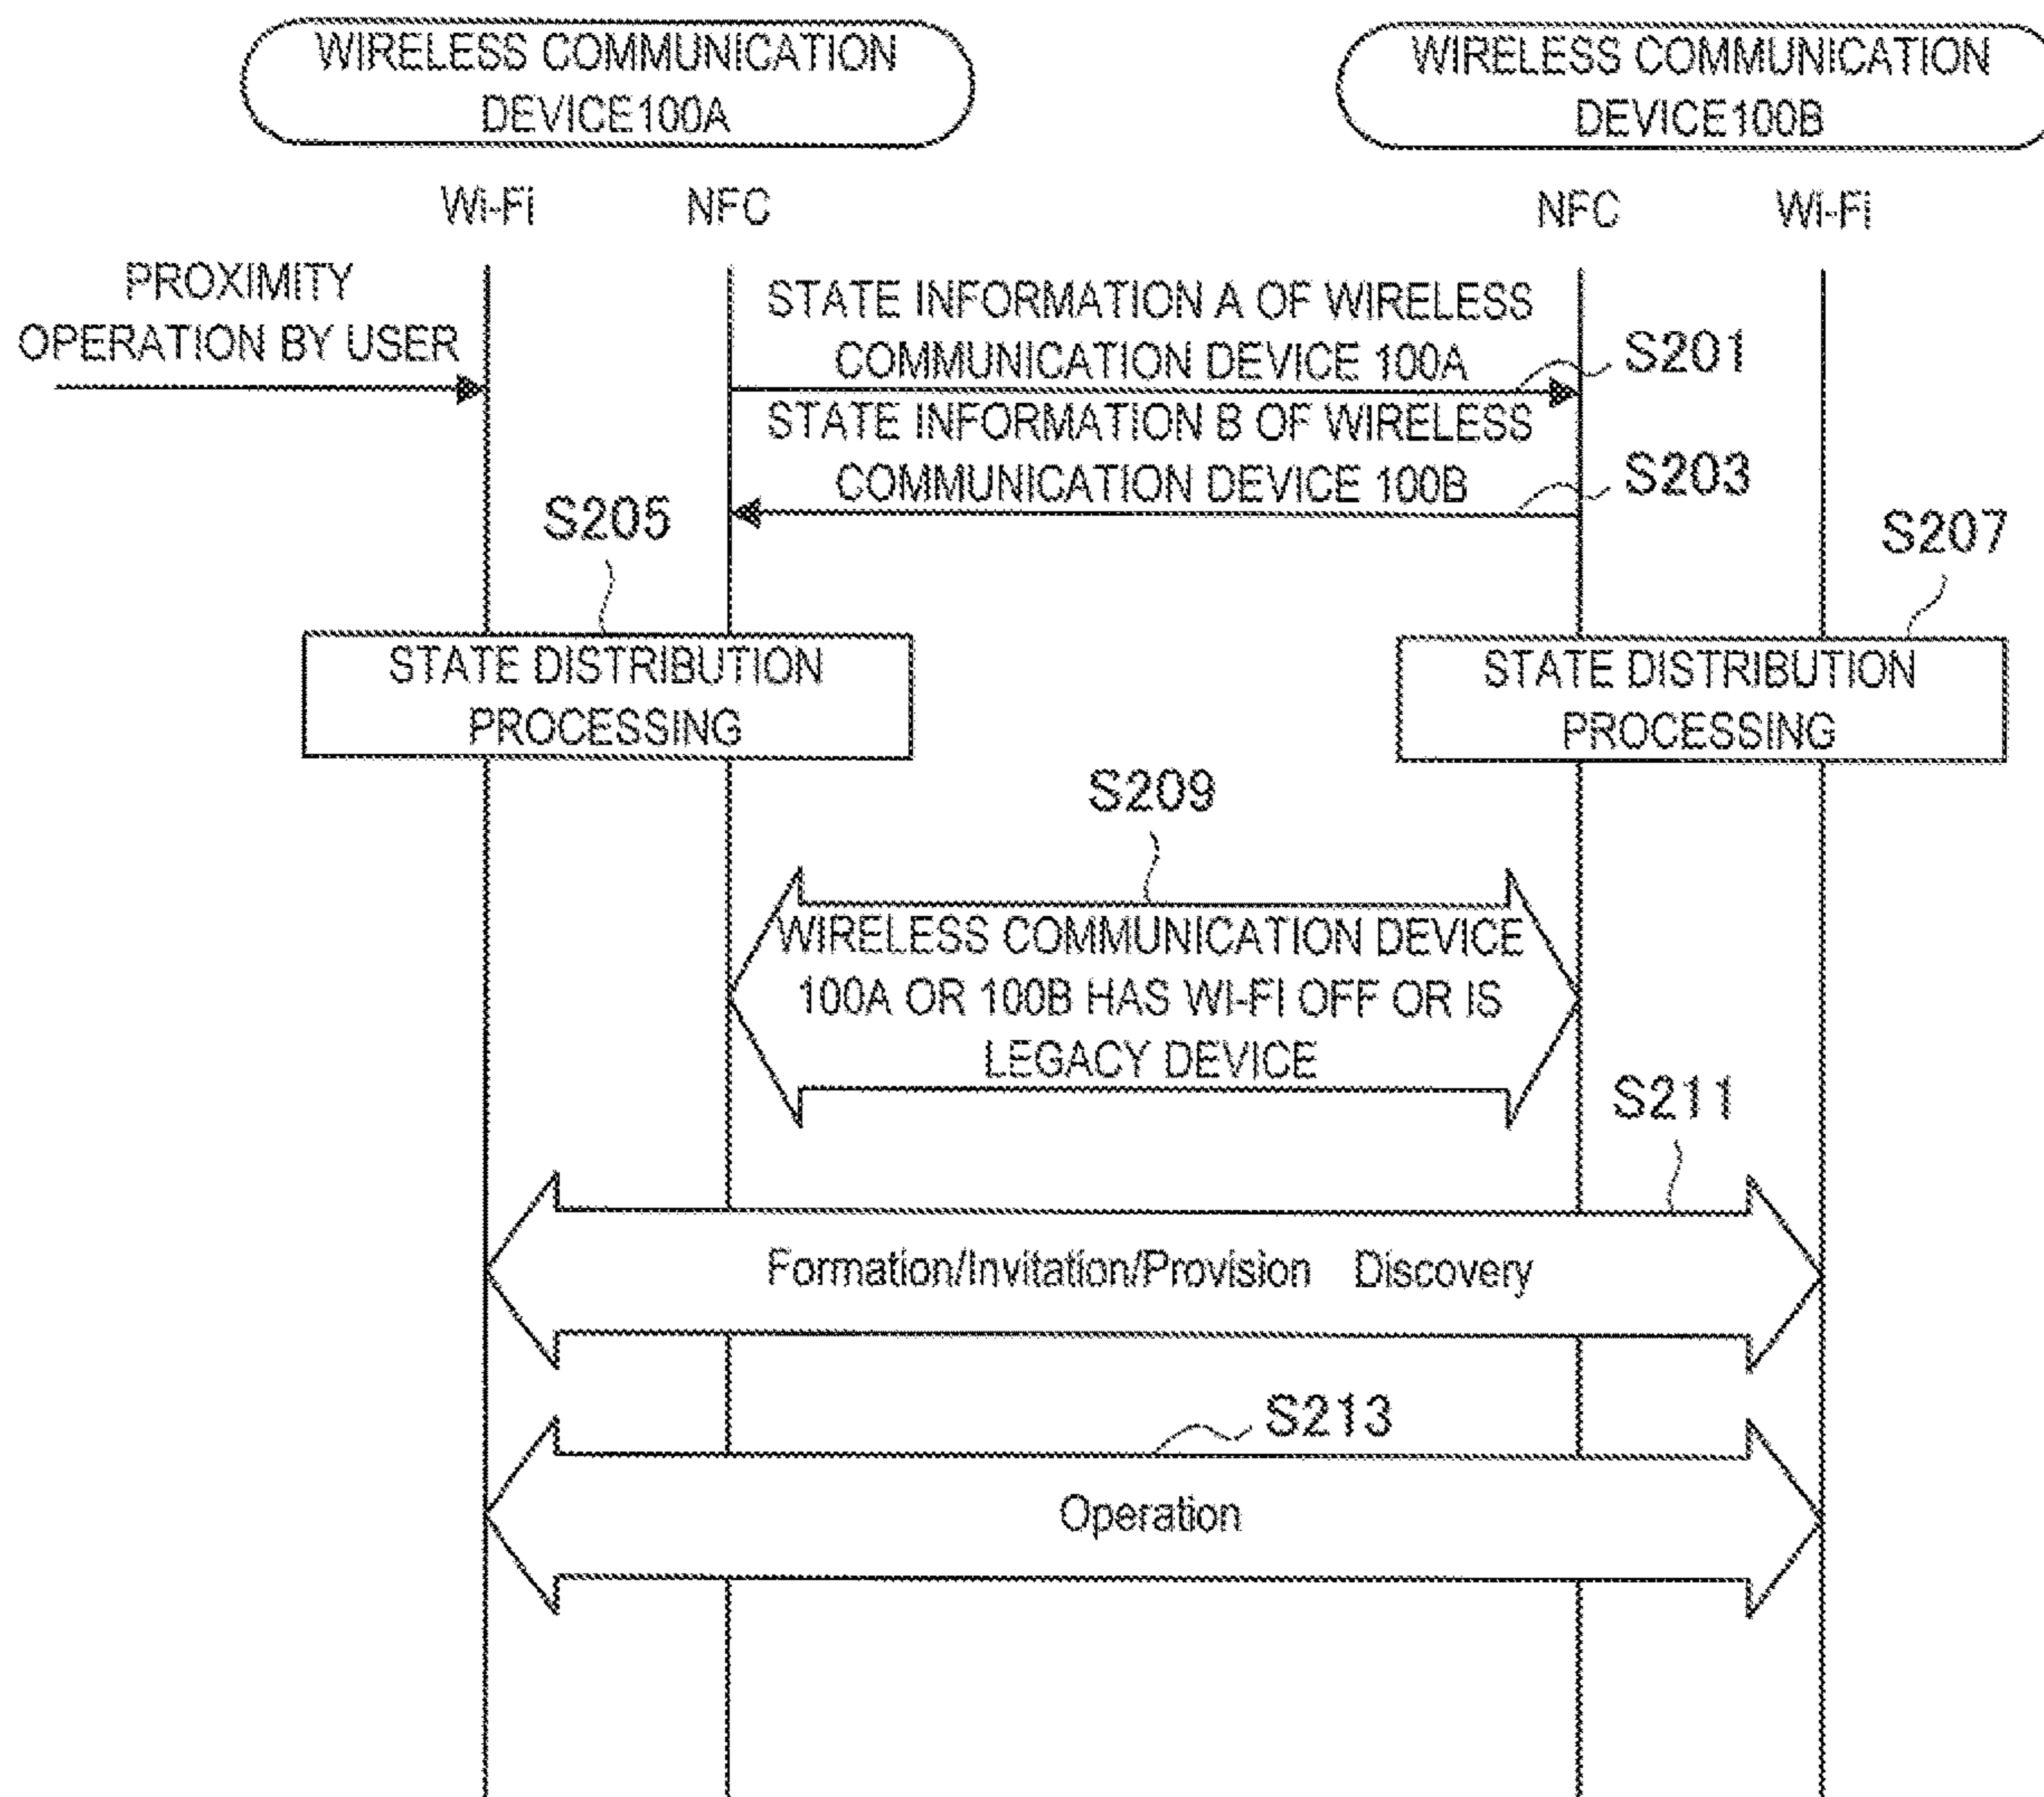 WIRELESS COMMUNICATION
DEVICE100A
WIRELESS COMMUNICATION
DEVICE100B
Wi-Fi
NFC
NFC
Wi-Fi
PROXIMITY
OPERATION BY USER
STATE INFORMATION A OF WIRELESS
COMMUNICATION DEVICE 100A
S201
STATE INFORMATION B OF WIRELESS
COMMUNICATION DEVICE 100B
S203
S205
S207
STATE DISTRIBUTION
PROCESSING
STATE DISTRIBUTION
PROCESSING
S209
WIRELESS COMMUNICATION DEVICE
100A OR 100B HAS WI-FI OFF OR IS
LEGACY DEVICE
S211
Formation/Invitation/Provision Discovery
S213
Operation